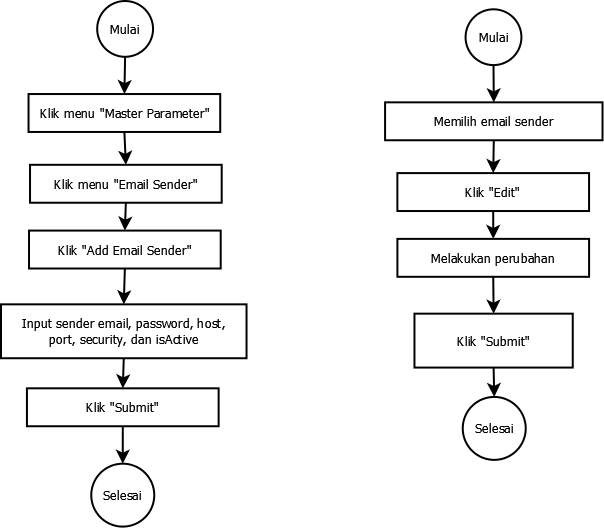 Mulai
Klik menu "Master Parameter"
Klik menu "Email Sender"
Klik "Add Email Sender"
Input sender email, password, host,
port, security, dan isActive
Klik "Submit"
Selesai
Mulai
Memilih email sender
Klik "Edit"
Melakukan perubahan
Klik "Submit"
Selesai